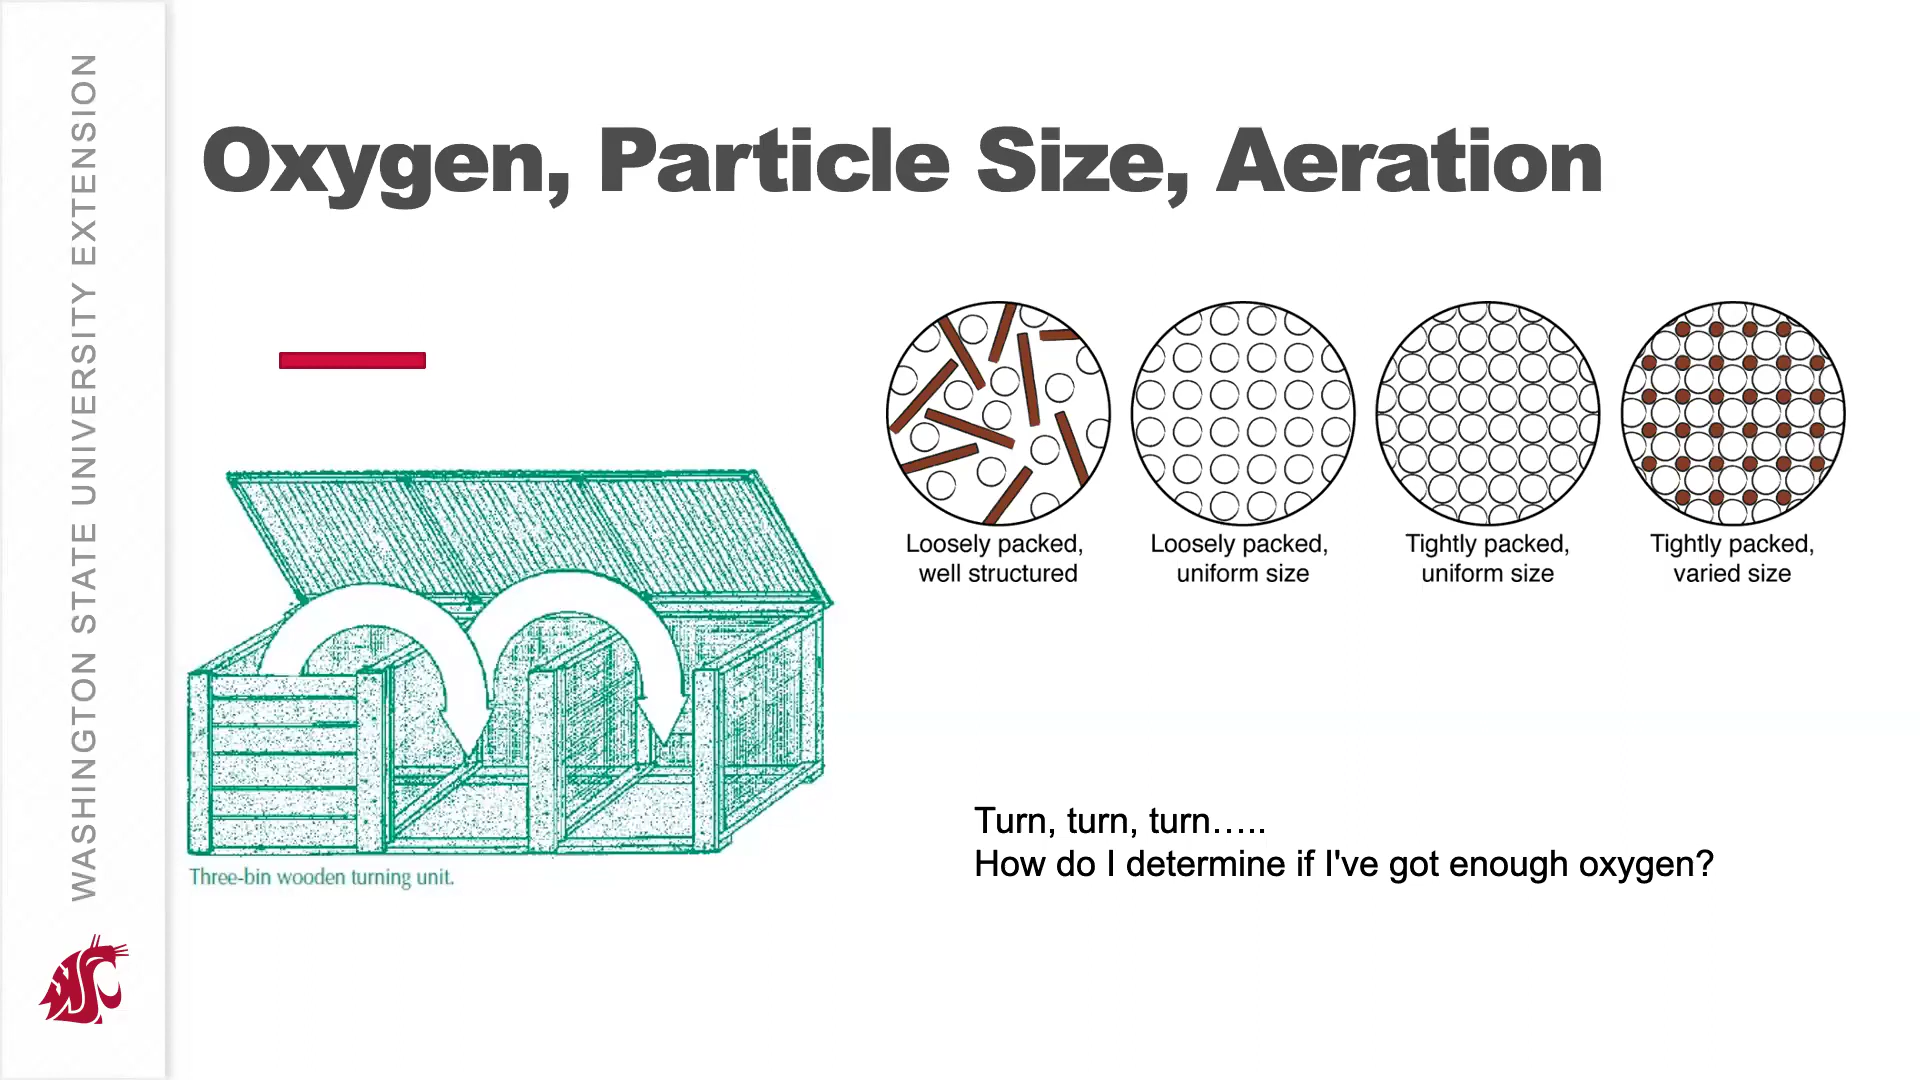 WASHINGTON STATE UNIVERSITY EXTENSION
Oxygen, Particle Size, Aeration
Loosely packed,
well structured
Loosely packed,
uniform size
Tightly packed,
uniform size
Tightly packed,
varied size
Three-bin wooden turning unit.
Turn, turn, turn…..
How do I determine if I've got enough oxygen?